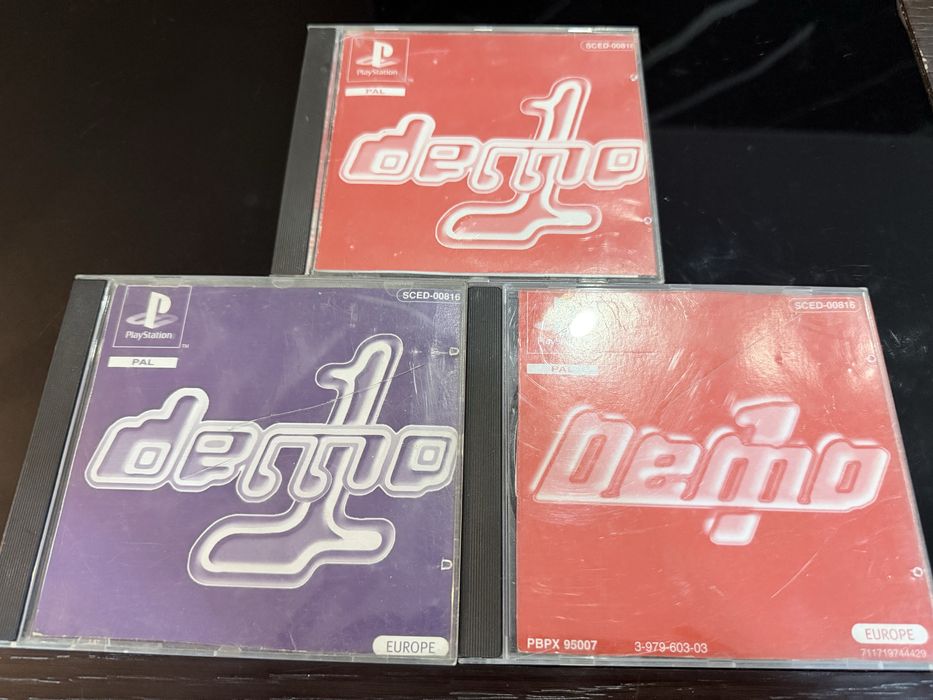 PlayStation
SCED-00816
PAL
demo
1
PlayStation
TM
SCED-00816
PAL
demo
1
EUROPE
SCED-00816
PAL
Demo
1
PBPX 95007
3-979-603-03
EUROPE
711719744429